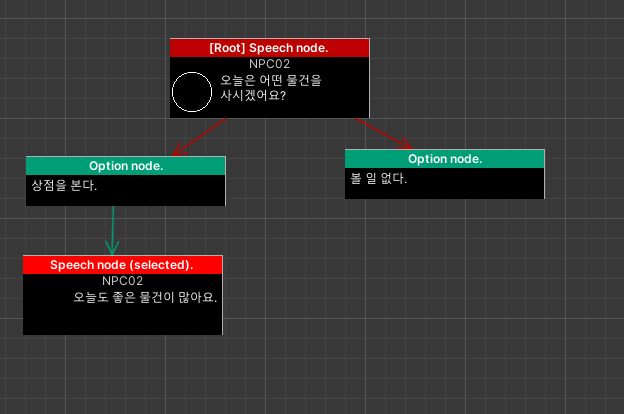 [Root] Speech node.
NPC02
오늘은 어떤 물건을
사시겠어요?
Option node.
상점을 본다.
Option node.
볼 일 없다.
Speech node (selected).
NPC02
오늘도 좋은 물건이 많아요.